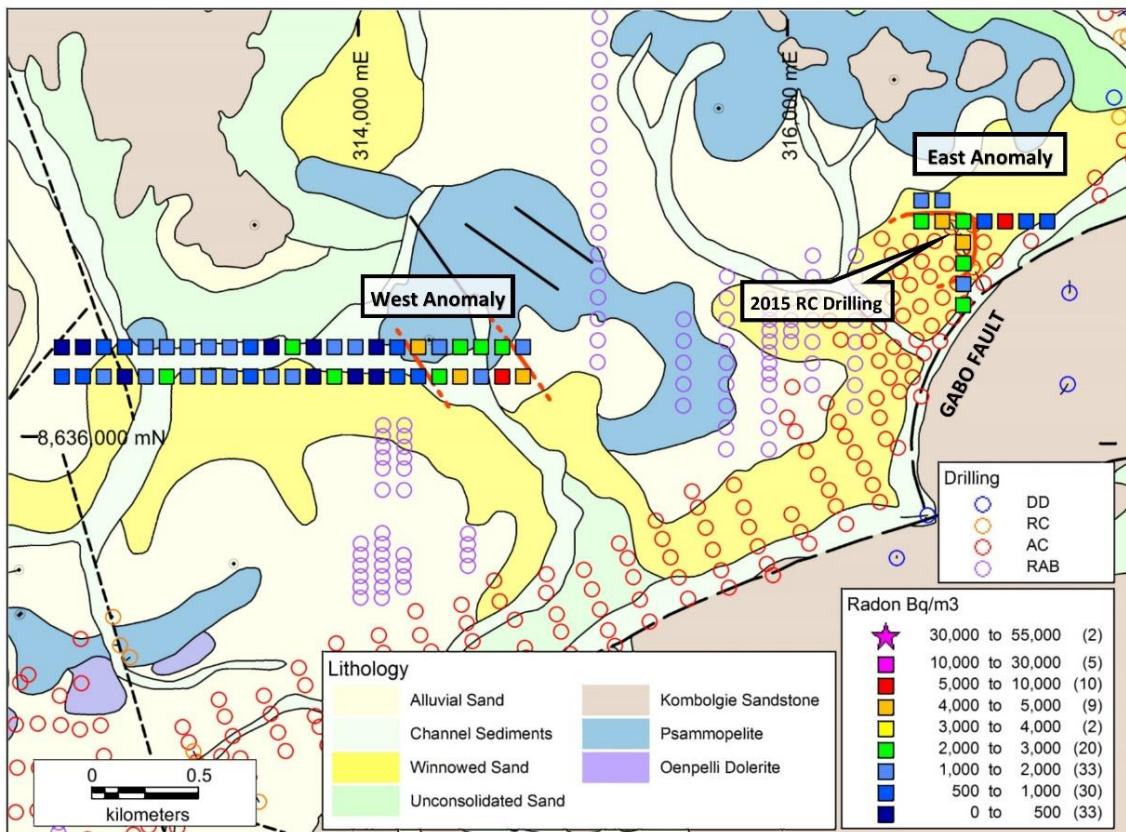 314,000 mE
316,000 mE
East Anomaly
West Anomaly
2015 RC Drilling
GABO FAULT
8,636,000 mN
Drilling
DD
RC
AC
RAB
Radon Bq/m3
30,000 to 55,000 (2)
10,000 to 30,000 (5)
5,000 to 10,000 (10)
4,000 to 5,000 (9)
3,000 to 4,000 (2)
2,000 to 3,000 (20)
1,000 to 2,000 (33)
500 to 1,000 (30)
0 to 500 (33)
Lithology
Alluvial Sand
Kombolgie Sandstone
Channel Sediments
Psammopelite
Winnowed Sand
Oenpelli Dolerite
Unconsolidated Sand
0 0.5
kilometers